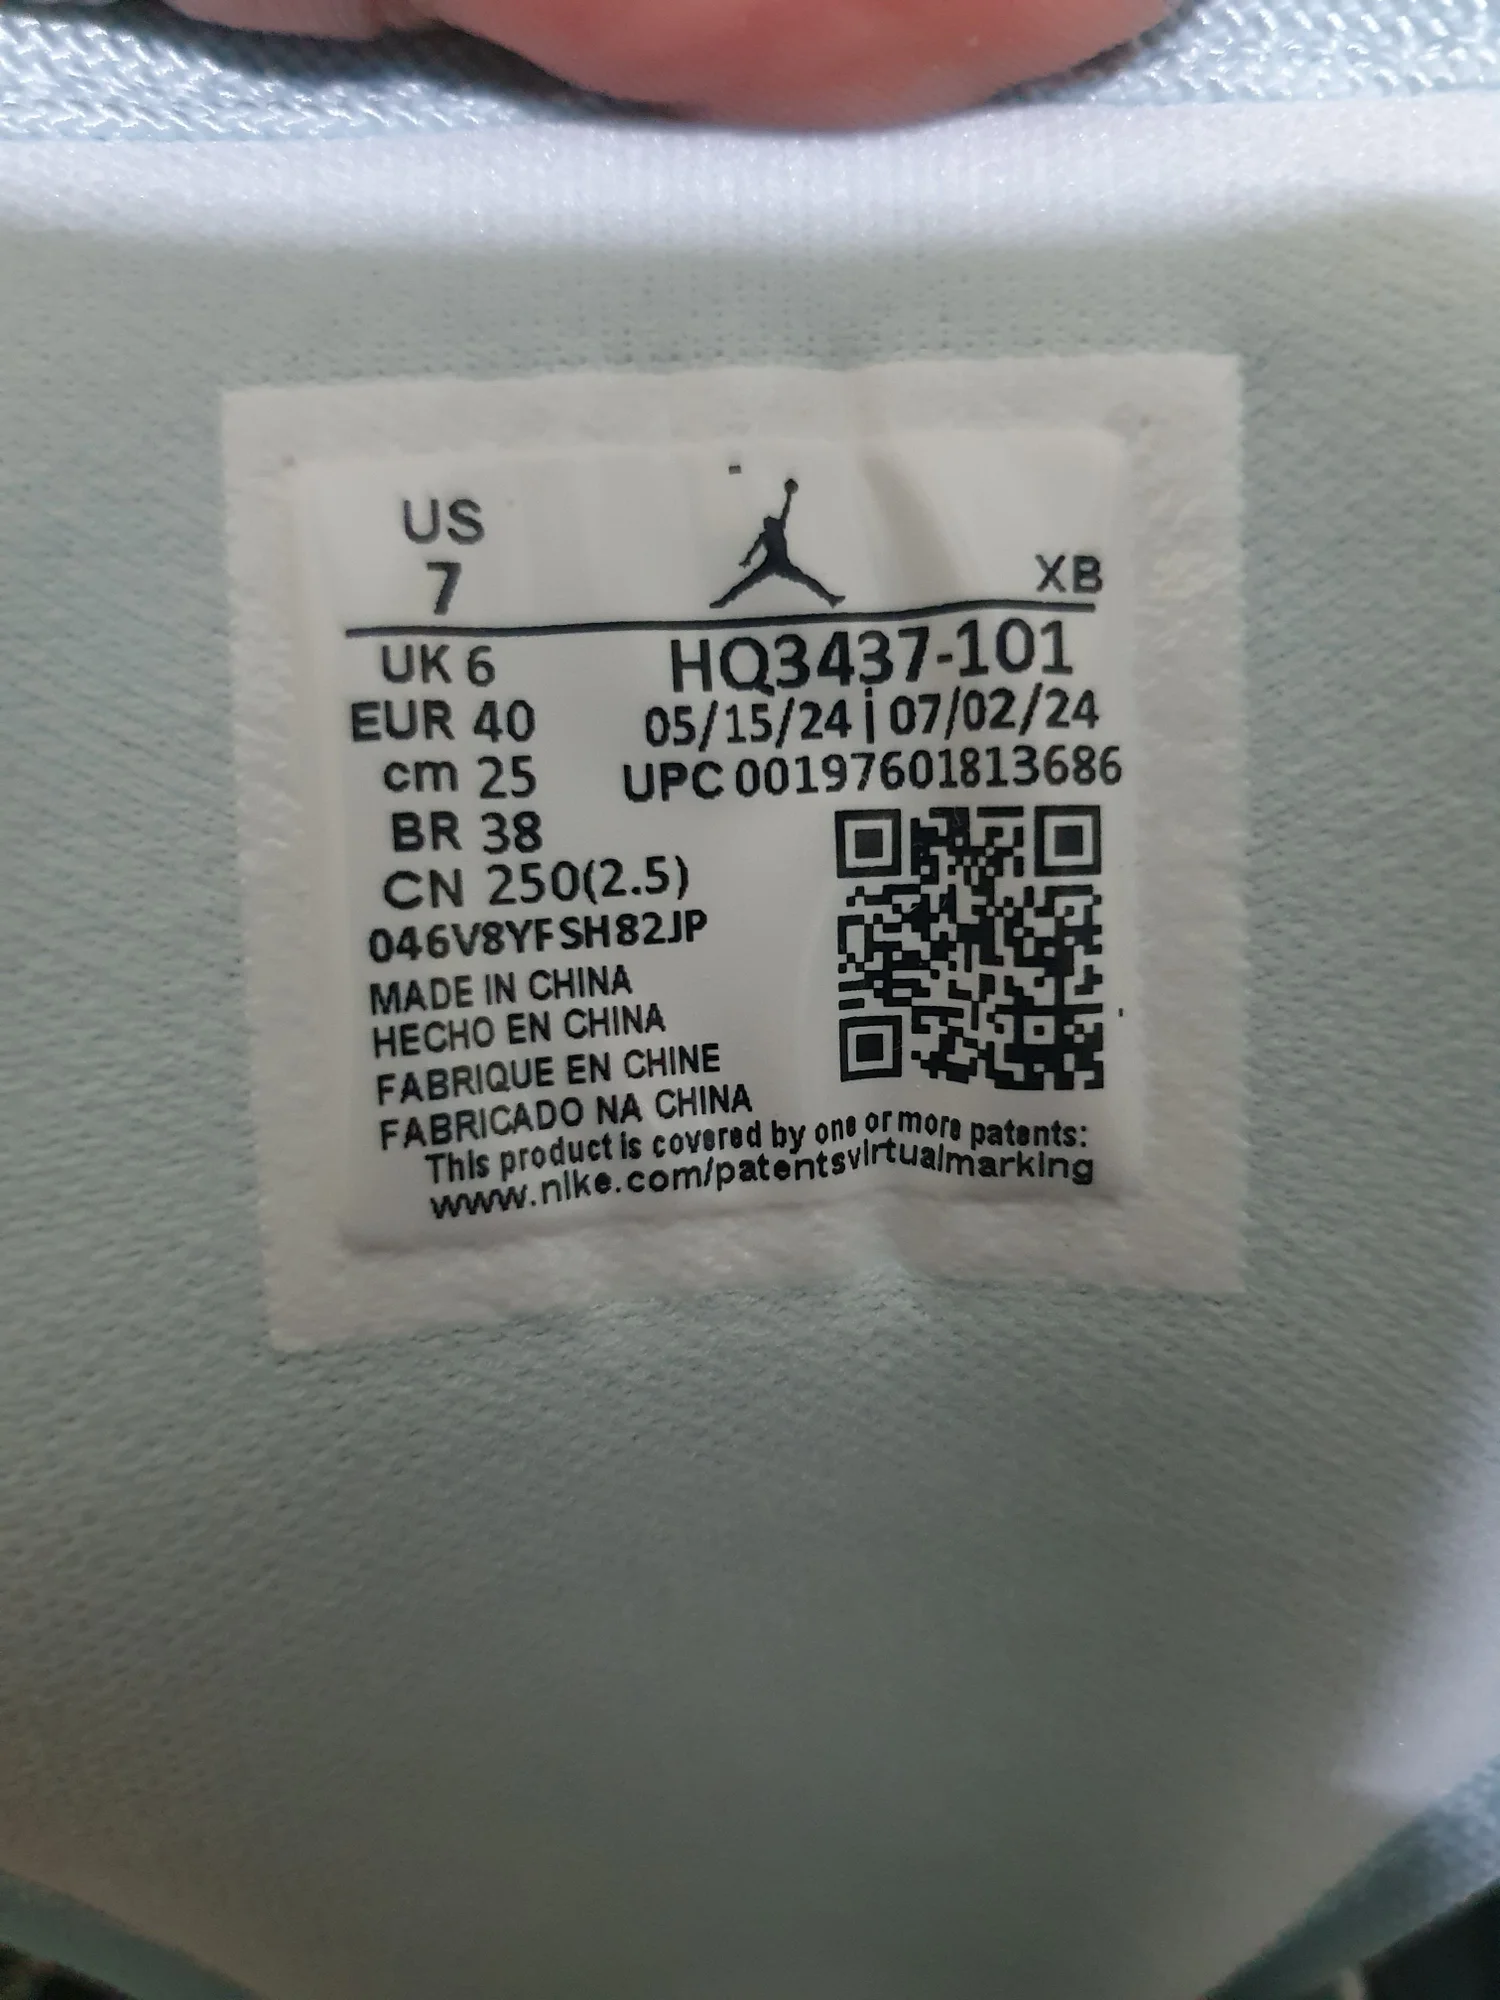 US
7
XB
UK 6
HQ3437-101
EUR 40
05/15/24 | 07/02/24
cm 25
UPC 00197601813686
BR 38
CN 250(2.5)
046V8YFSH82JP
MADE IN CHINA
HECHO EN CHINA
FABRIQUE EN CHINE
FABRICADO NA CHINA
This product is covered by one or more patents:
www.nike.com/patentsvirtualmarking